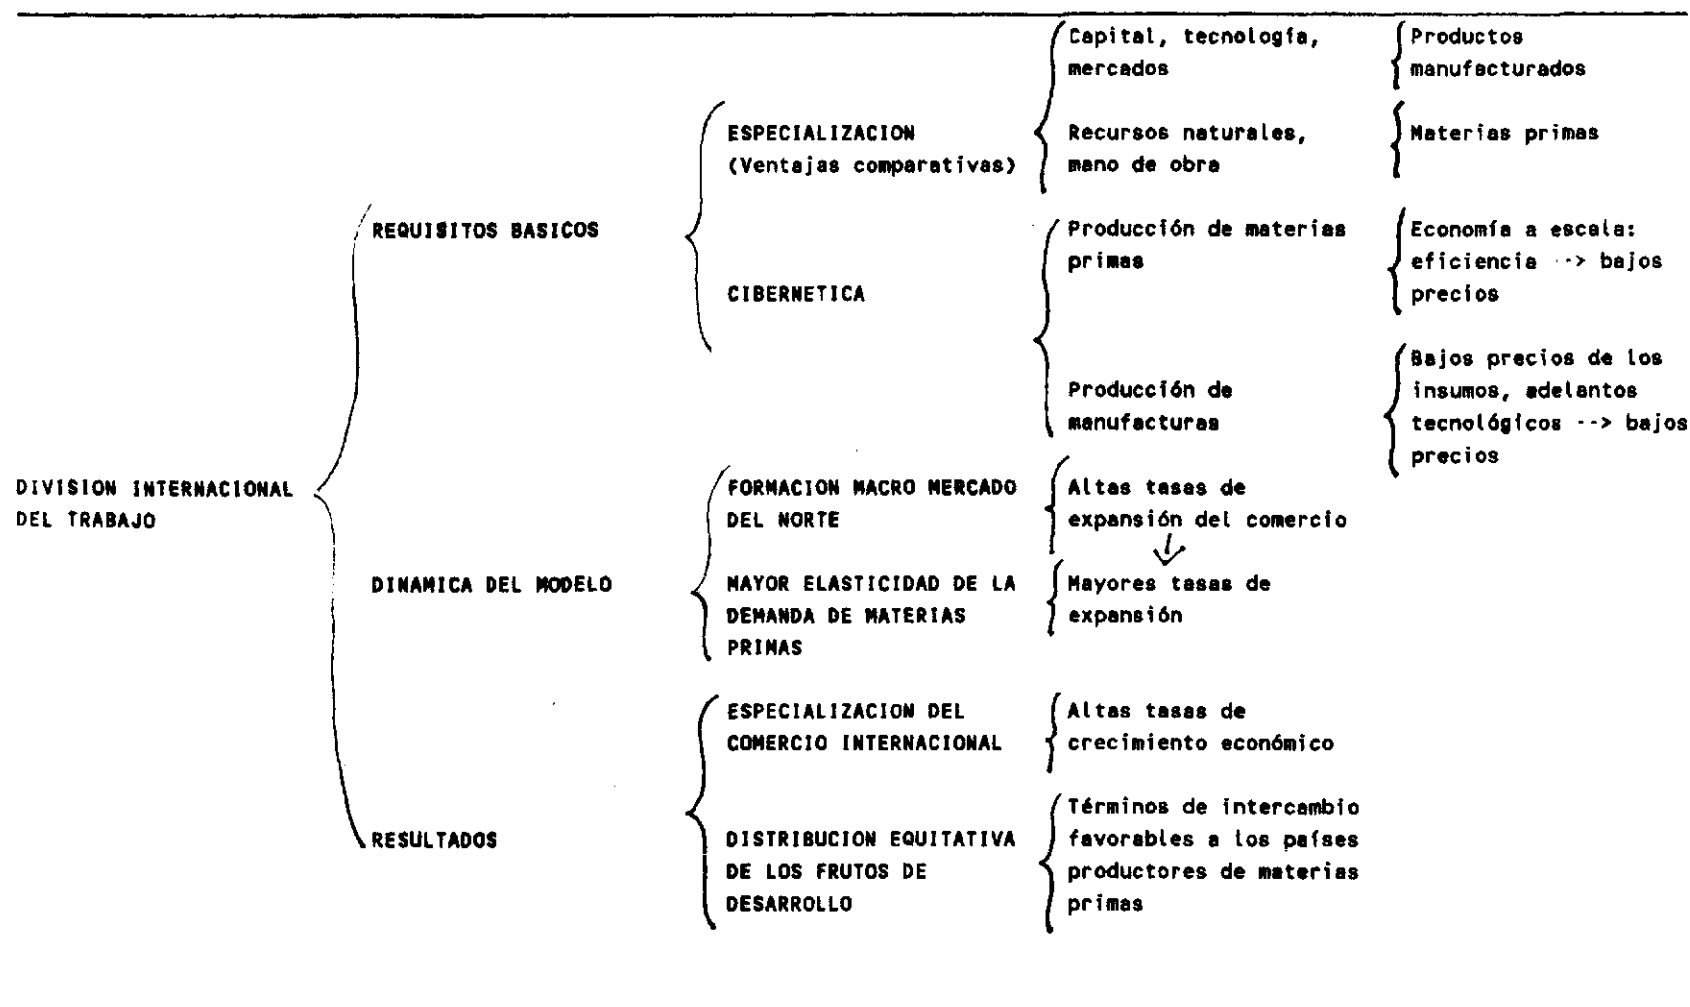 Capital, tecnología,
mercados
Productos
manufacturados
ESPECIALIZACION
(Ventajas comparativas)
Recursos naturales,
mano de obra
Materias primas
REQUISITOS BASICOS
CIBERNETICA
Producción de materias
primas
Economía a escala:
eficiencia --> bajos
precios
Producción de
manufacturas
Bajos precios de los
insumos, adelantos
tecnológicos --> bajos
precios
DIVISION INTERNACIONAL
DEL TRABAJO
FORMACION MACRO MERCADO
DEL NORTE
Altas tasas de
expansión del comercio
DINAMICA DEL MODELO
MAYOR ELASTICIDAD DE LA
DEMANDA DE MATERIAS
PRIMAS
Mayores tasas de
expansión
ESPECIALIZACION DEL
COMERCIO INTERNACIONAL
Altas tasas de
crecimiento económico
RESULTADOS
DISTRIBUCION EQUITATIVA
DE LOS FRUTOS DE
DESARROLLO
Términos de intercambio
favorables a los países
productores de materias
primas